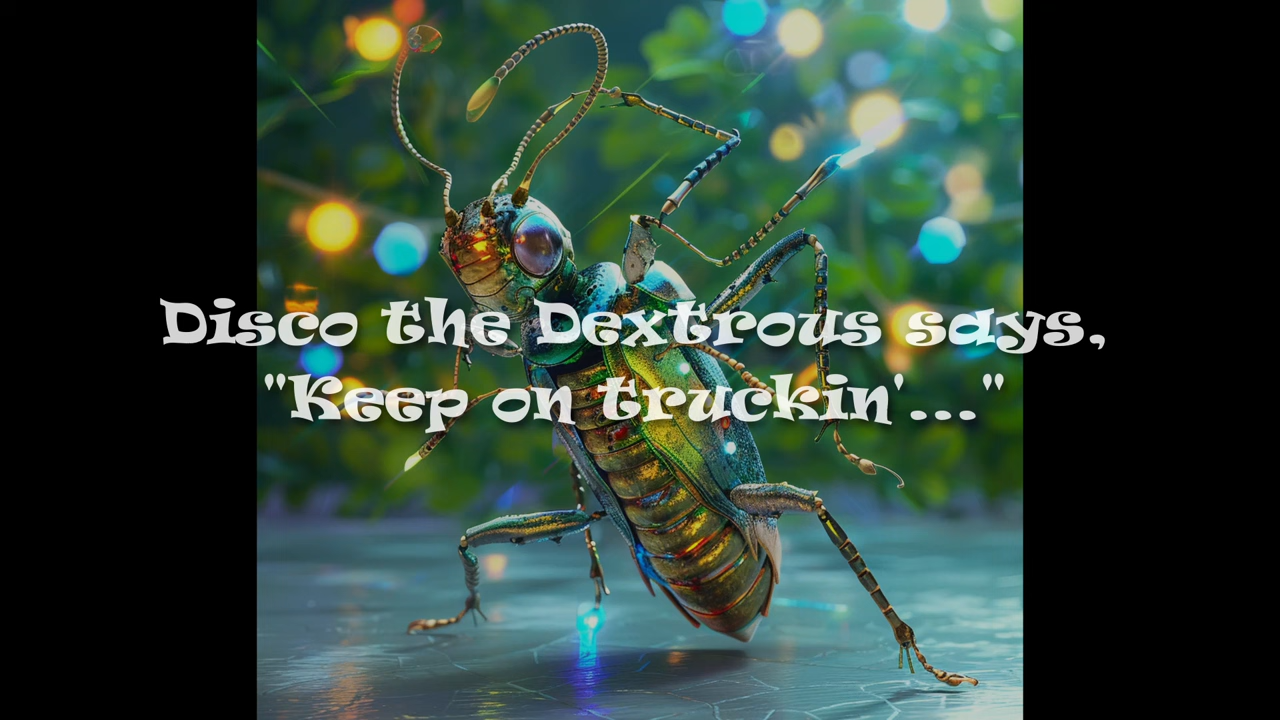 Disco the Dextrous says,
"Keep on truckin'..."